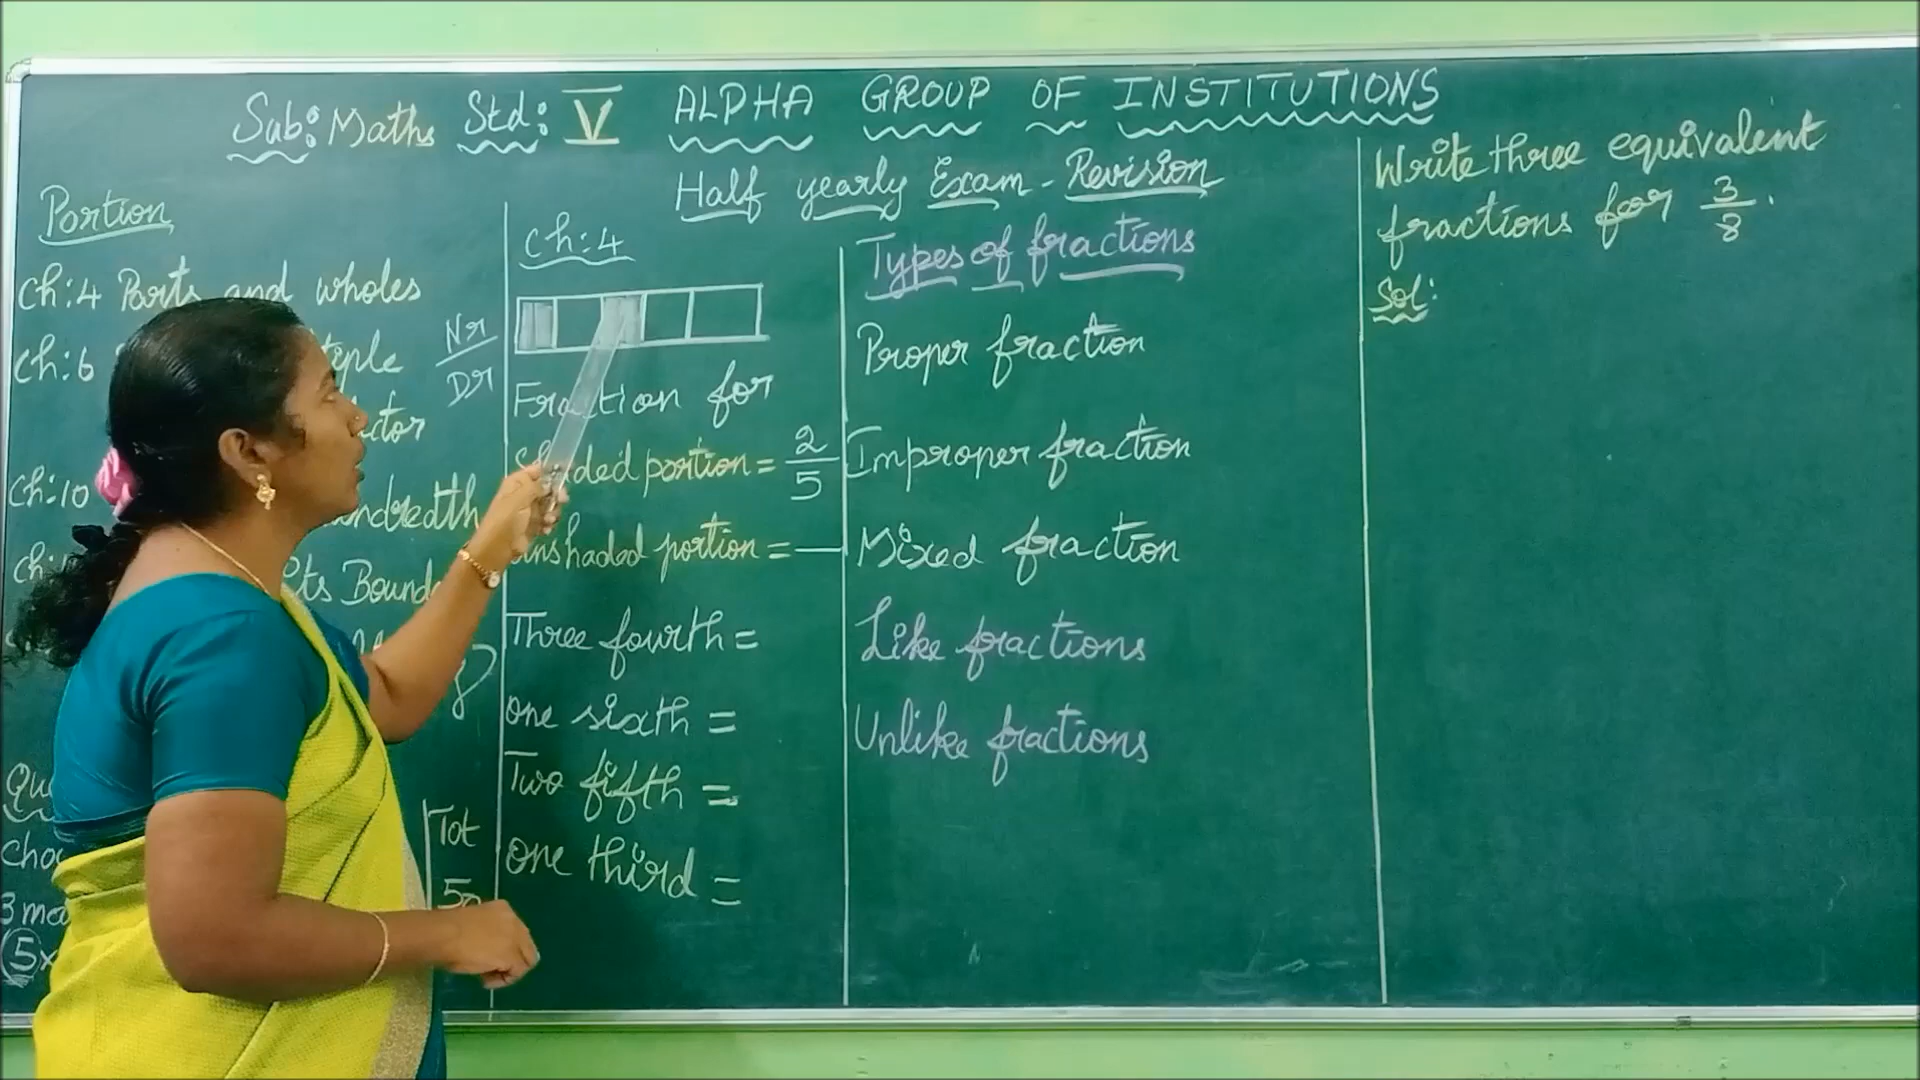 Sub: Maths Std: V ALPHA GROUP OF INSTITUTIONS
Half yearly Exam - Revision
Portion
Ch:4 Parts and wholes
Ch:6
Ch:10
Tot
50
3
5x
Nr
Dr
Ch:4
Fraction for
Shaded portion = 2/5
Unshaded portion = —
Three fourth =
one sixth =
Two fifth =
one third =
Types of fractions
Proper fraction
Improper fraction
Mixed fraction
Like fractions
Unlike fractions
Write three equivalent
fractions for 3/8.
Sol: